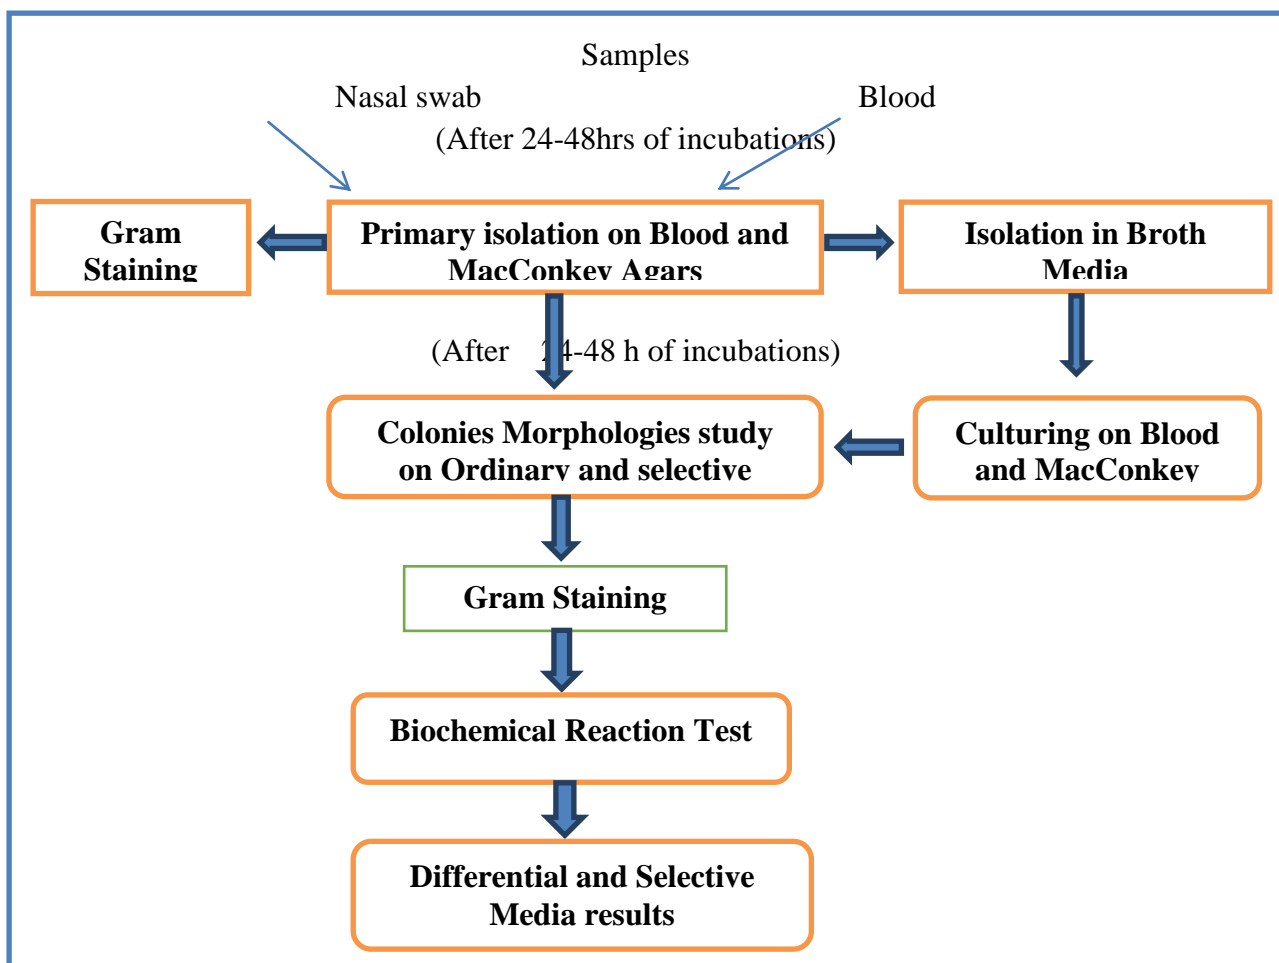 Samples
Nasal swab
Blood
(After 24-48hrs of incubations)
Gram
Staining
Primary isolation on Blood and
MacConkey Agars
Isolation in Broth
Media
(After 24-48 h of incubations)
Colonies Morphologies study
on Ordinary and selective
Culturing on Blood
and MacConkey
Gram Staining
Biochemical Reaction Test
Differential and Selective
Media results